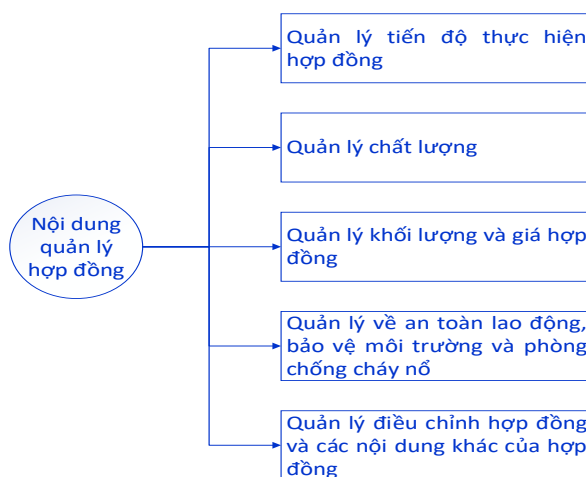 Quản lý tiến độ thực hiện
hợp đồng
Quản lý chất lượng
Nội dung
quản lý
hợp đồng
Quản lý khối lượng và giá hợp
đồng
Quản lý về an toàn lao động,
bảo vệ môi trường và phòng
chống cháy nổ
Quản lý điều chỉnh hợp đồng
và các nội dung khác của hợp
đồng